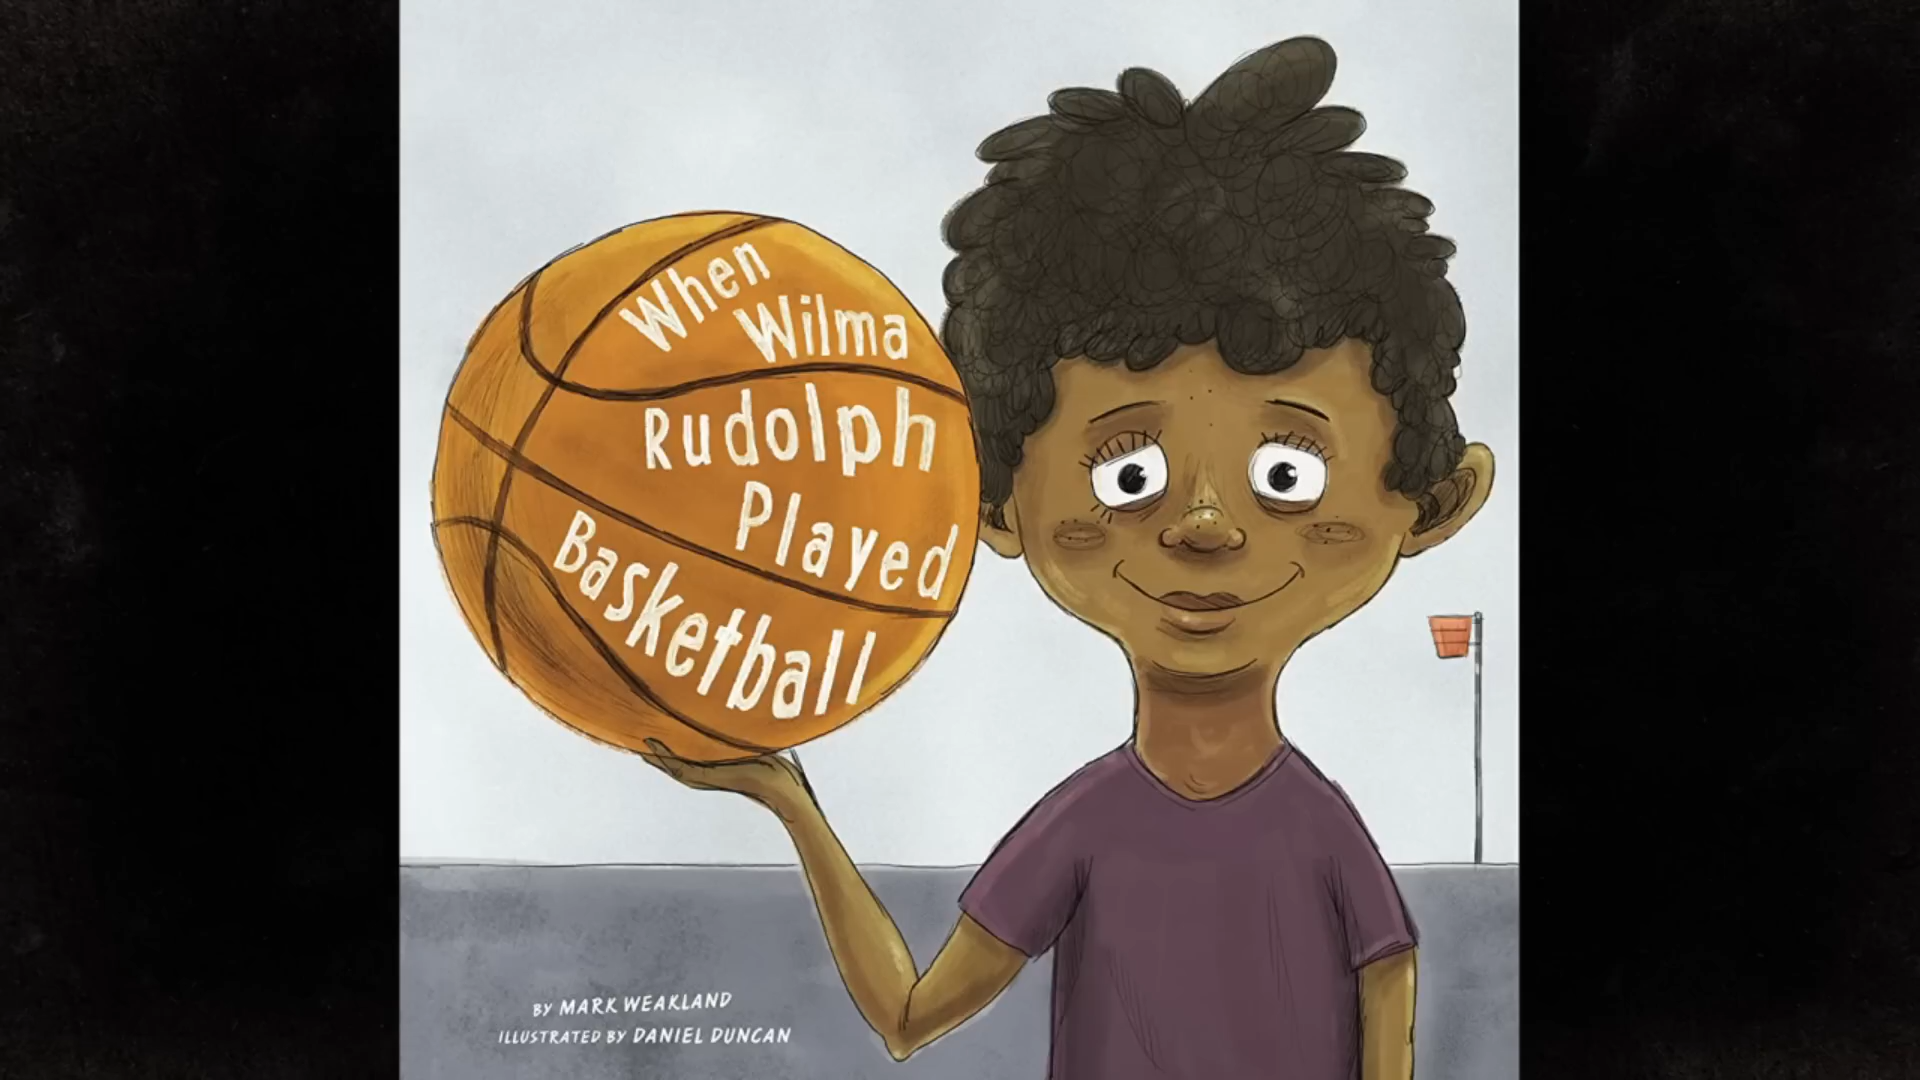 When
Wilma
Rudolph
Played
Basketball
BY MARK WEAKLAND
ILLUSTRATED BY DANIEL DUNCAN